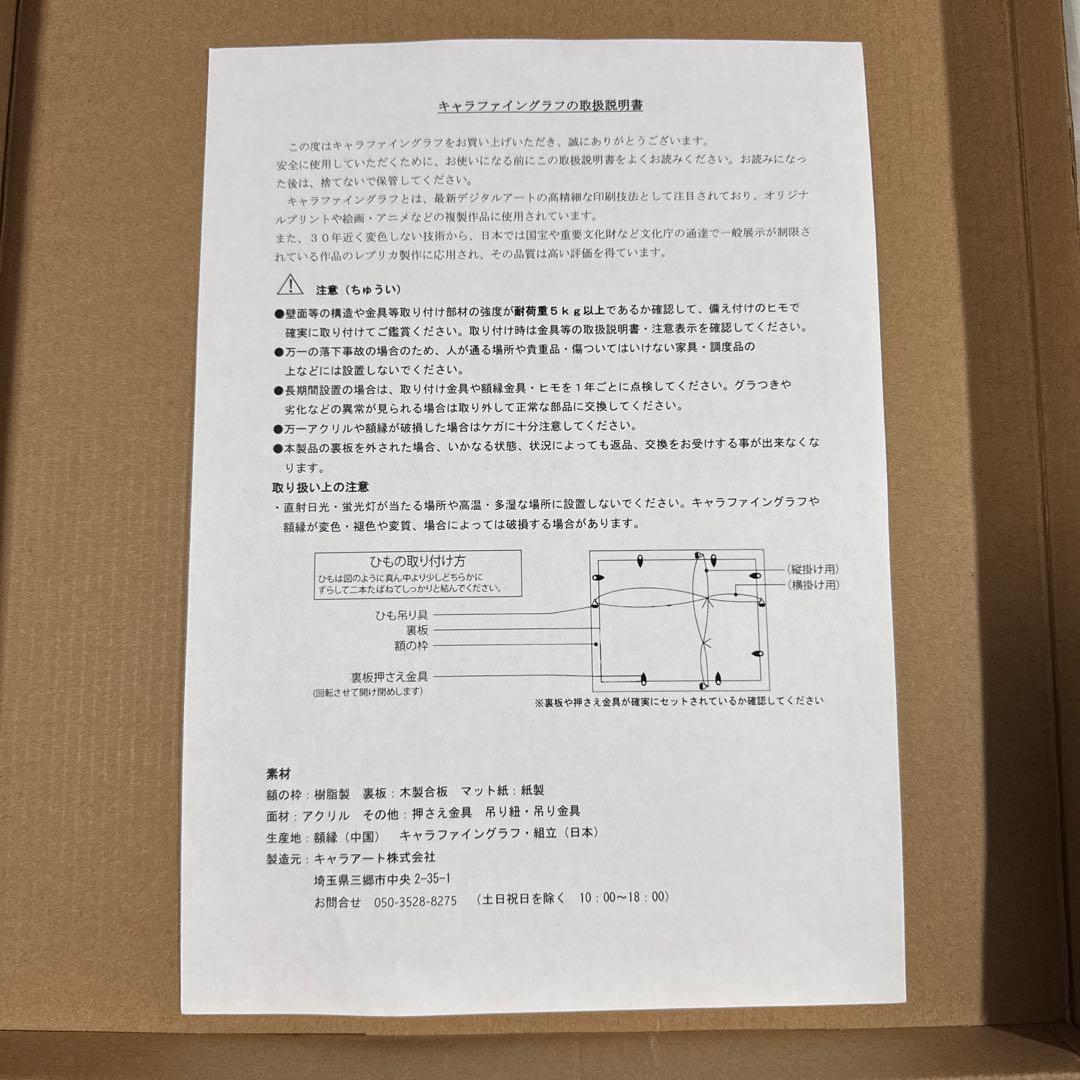 キャラファイングラフの取扱説明書
この度はキャラファイングラフをお買い上げいただき、誠にありがとうございます。
安全に使用していただくために、お使いになる前にこの取扱説明書をよくお読みください。お読みになっ
た後は、捨てないで保管してください。
キャラファイングラフとは、最新デジタルアートの高精細な印刷技法として注目されており、オリジナ
ルプリントや絵画・アニメなどの複製作品に使用されています。
また、３０年近く変色しない技術から、日本では国宝や重要文化財など文化庁の通達で一般展示が制限さ
れている作品のレプリカ製作に応用され、その品質は高い評価を得ています。
注意（ちゅうい）
●壁面等の構造や金具等取り付け部材の強度が耐荷重５ｋｇ以上であるか確認して、備え付けのヒモで
確実に取り付けてご鑑賞ください。取り付け時は金具等の取扱説明書・注意表示を確認してください。
●万一の落下事故の場合のため、人が通る場所や貴重品・傷ついてはいけない家具・調度品の
上などには設置しないでください。
●長期間設置の場合は、取り付け金具や額縁金具・ヒモを１年ごとに点検してください。グラつきや
劣化などの異常が見られる場合は取り外して正常な部品に交換してください。
●万一アクリルや額縁が破損した場合はケガに十分注意してください。
●本製品の裏板を外された場合、いかなる状態、状況によっても返品、交換をお受けする事が出来なくな
ります。
取り扱い上の注意
・直射日光・蛍光灯が当たる場所や高温・多湿な場所に設置しないでください。キャラファイングラフや
額縁が変色・褪色や変質、場合によっては破損する場合があります。
ひもの取り付け方
ひもは図のように真ん中より少しどちらかに
ずらして二本たばねてしっかりと結んでください。
（縦掛け用）
（横掛け用）
ひも吊り具
裏板
額の枠
裏板押さえ金具
（回転させて開け閉めします）
※裏板や押さえ金具が確実にセットされているか確認してください
素材
額の枠：樹脂製　裏板：木製合板　マット紙：紙製
面材：アクリル　その他：押さえ金具　吊り紐・吊り金具
生産地：額縁（中国）　キャラファイングラフ・組立（日本）
製造元：キャラアート株式会社
埼玉県三郷市中央 2-35-1
お問合せ　050-3528-8275　（土日祝日を除く　10：00～18：00）